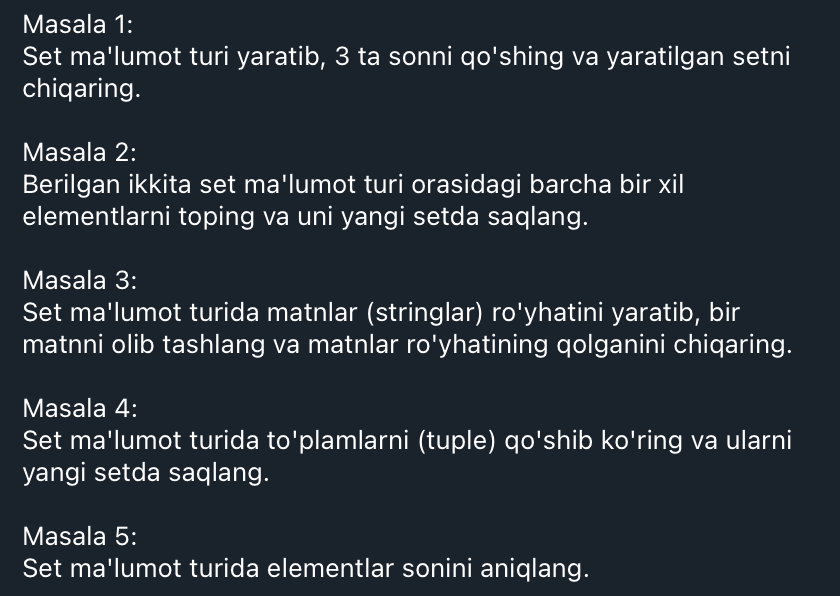 Masala 1:
Set ma'lumot turi yaratib, 3 ta sonni qo'shing va yaratilgan setni
chiqaring.
Masala 2:
Berilgan ikkita set ma'lumot turi orasidagi barcha bir xil
elementlarni toping va uni yangi setda saqlang.
Masala 3:
Set ma'lumot turida matnlar (stringlar) ro'yhatini yaratib, bir
matnni olib tashlang va matnlar ro'yhatining qolganini chiqaring.
Masala 4:
Set ma'lumot turida to'plamlarni (tuple) qo'shib ko'ring va ularni
yangi setda saqlang.
Masala 5:
Set ma'lumot turida elementlar sonini aniqlang.